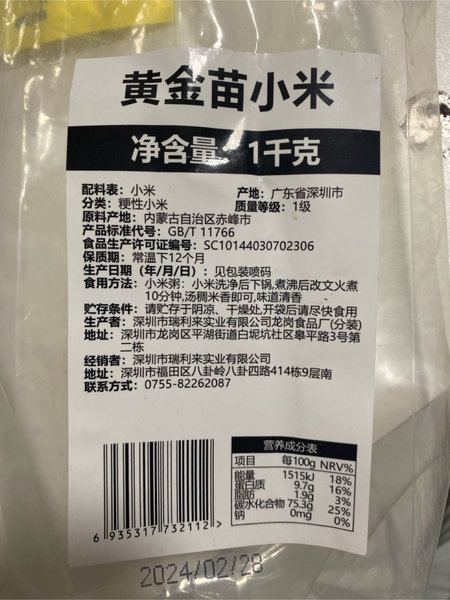 黄金苗小米
净含量：1千克
配料表：小米 产地：广东省深圳市
分类：粳性小米 质量等级：1级
原料产地：内蒙古自治区赤峰市
产品标准代号：GB/T 11766
食品生产许可证编号：SC10144030702306
保质期：常温下12个月
生产日期（年/月/日）：见包装喷码
食用方法：小米粥：小米洗净后下锅,煮沸后改文火煮
10分钟,汤稠米香即可,味道清香
贮存条件：请贮存于阴凉、干燥处,开袋后请尽快食用
生产者：深圳市瑞利来实业有限公司龙岗食品厂(分装)
地址：深圳市龙岗区平湖街道白坭坑社区皋平路3号第
二栋
经销者：深圳市瑞利来实业有限公司
地址：深圳市福田区八卦岭八卦四路414栋9层南
联系方式：0755-82262087
营养成分表
项目 每100g NRV%
能量 1515kJ 18%
蛋白质 9.7g 16%
脂肪 1.9g 3%
碳水化合物 75.3g 25%
钠 0mg 0%
6 935317 732112
2024/02/28